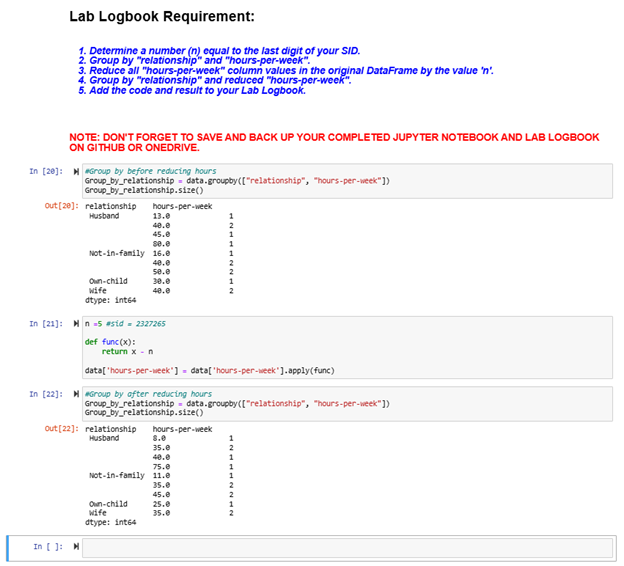 Lab Logbook Requirement:
1. Determine a number (n) equal to the last digit of your SID.
2. Group by "relationship" and "hours-per-week".
3. Reduce all "hours-per-week" column values in the original DataFrame by the value 'n'.
4. Group by "relationship" and reduced "hours-per-week".
5. Add the code and result to your Lab Logbook.
NOTE: DON'T FORGET TO SAVE AND BACK UP YOUR COMPLETED JUPYTER NOTEBOOK AND LAB LOGBOOK
ON GITHUB OR ONEDRIVE.
In [20]: #Group by before reducing hours
Group_by_relationship = data.groupby(["relationship", "hours-per-week"])
Group_by_relationship.size()
Out[20]: relationship hours-per-week
Husband 13.0 1
40.0 2
45.0 1
80.0 1
Not-in-family 16.0 1
40.0 2
50.0 2
Own-child 30.0 1
Wife 40.0 2
dtype: int64
In [21]: n =5 #sid = 2327265
def func(x):
return x - n
data['hours-per-week'] = data['hours-per-week'].apply(func)
In [22]: #Group by after reducing hours
Group_by_relationship = data.groupby(["relationship", "hours-per-week"])
Group_by_relationship.size()
Out[22]: relationship hours-per-week
Husband 8.0 1
35.0 2
40.0 1
75.0 1
Not-in-family 11.0 1
35.0 2
45.0 2
Own-child 25.0 1
Wife 35.0 2
dtype: int64
In [ ]: